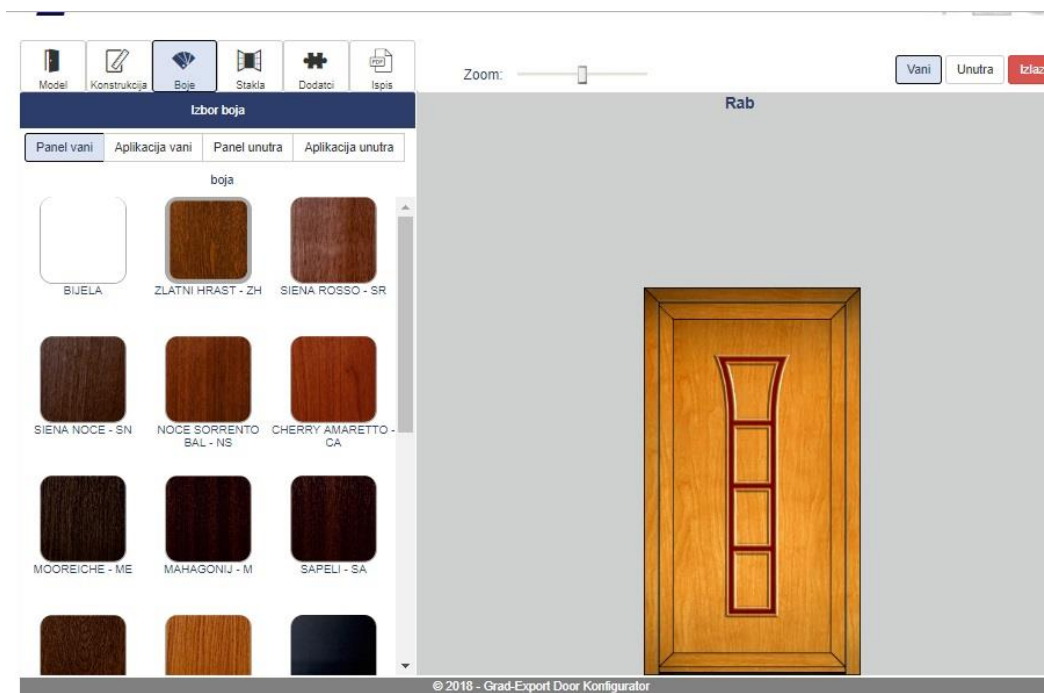 Model Konstrukcija Boje Stakla Dodatci PDF Ispis
Zoom:
Vani Unutra Izlaz
Izbor boja
Rab
Panel vani Aplikacija vani Panel unutra Aplikacija unutra
boja
BIJELA ZLATNI HRAST - ZH SIENA ROSSO - SR
SIENA NOCE - SN NOCE SORRENTO CHERRY AMARETTO -
BAL - NS CA
MOOREICHE - ME MAHAGONIJ - M SAPELI - SA
© 2018 - Grad-Export Door Konfigurator